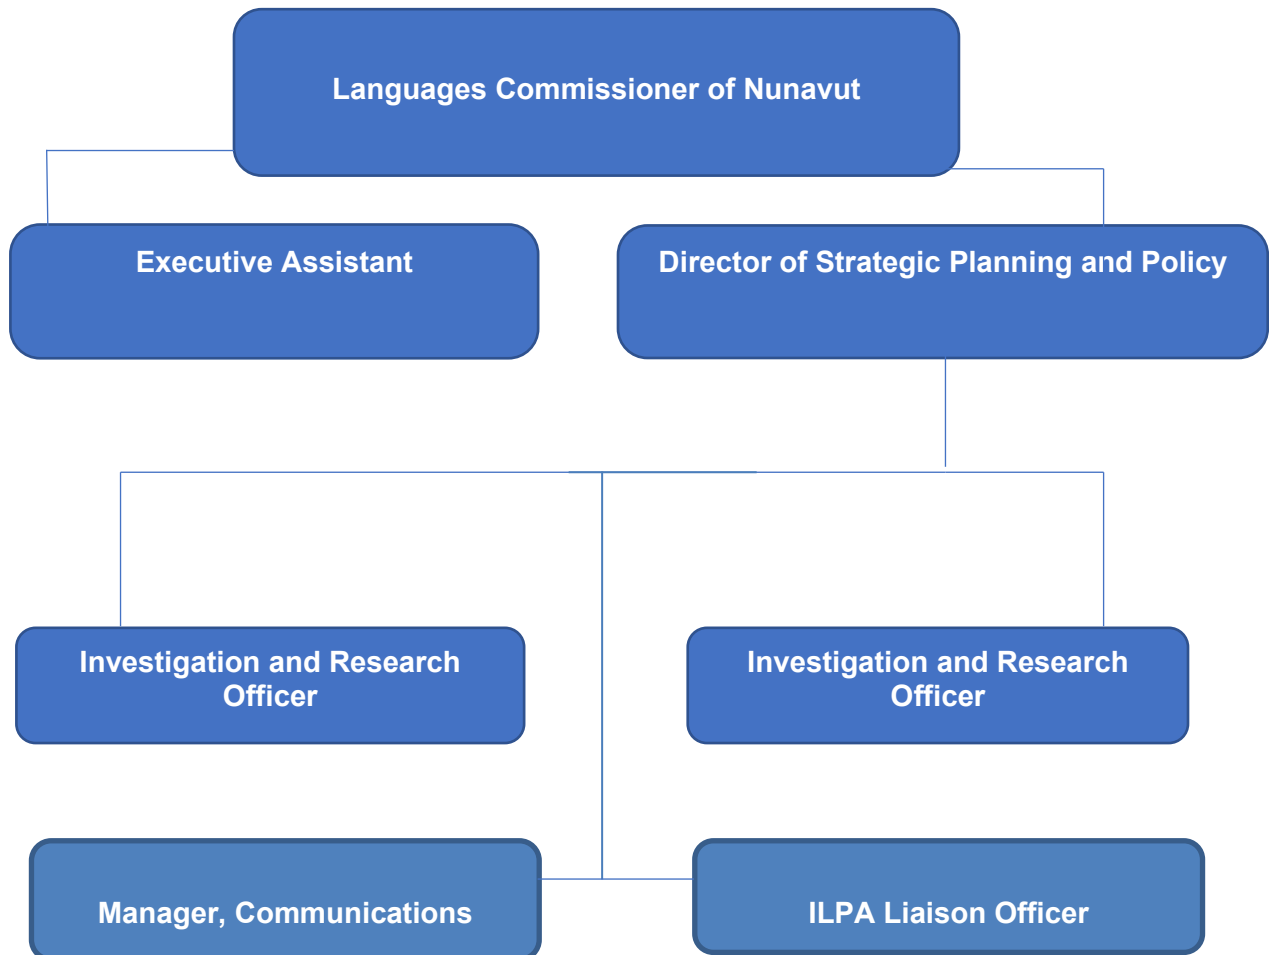 Languages Commissioner of Nunavut
Executive Assistant
Director of Strategic Planning and Policy
Investigation and Research
Officer
Investigation and Research
Officer
Manager, Communications
ILPA Liaison Officer